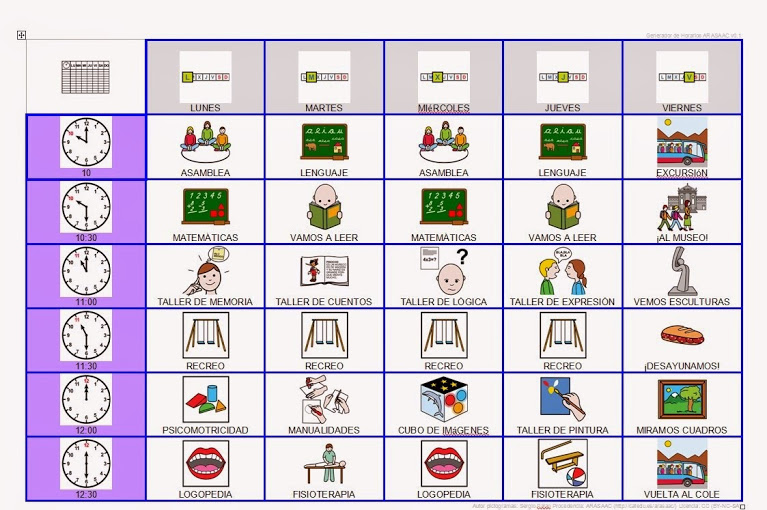 Generador de Horarios ARASAAC v0.1
LUNES MARTES MIéRCOLES JUEVES VIERNES
10 ASAMBLEA LENGUAJE ASAMBLEA LENGUAJE EXCURSIóN
10:30 MATEMÁTICAS VAMOS A LEER MATEMÁTICAS VAMOS A LEER ¡AL MUSEO!
11:00 TALLER DE MEMORIA TALLER DE CUENTOS TALLER DE LÓGICA TALLER DE EXPRESIÓN VEMOS ESCULTURAS
11:30 RECREO RECREO RECREO RECREO ¡DESAYUNAMOS!
12:00 PSICOMOTRICIDAD MANUALIDADES CUBO DE IMáGENES TALLER DE PINTURA MIRAMOS CUADROS
12:30 LOGOPEDIA FISIOTERAPIA LOGOPEDIA FISIOTERAPIA VUELTA AL COLE
Autor pictogramas: Sergio Palao Procedencia: ARASAAC (http://catedu.es/arasaac/) Licencia: CC (BY-NC-SA)